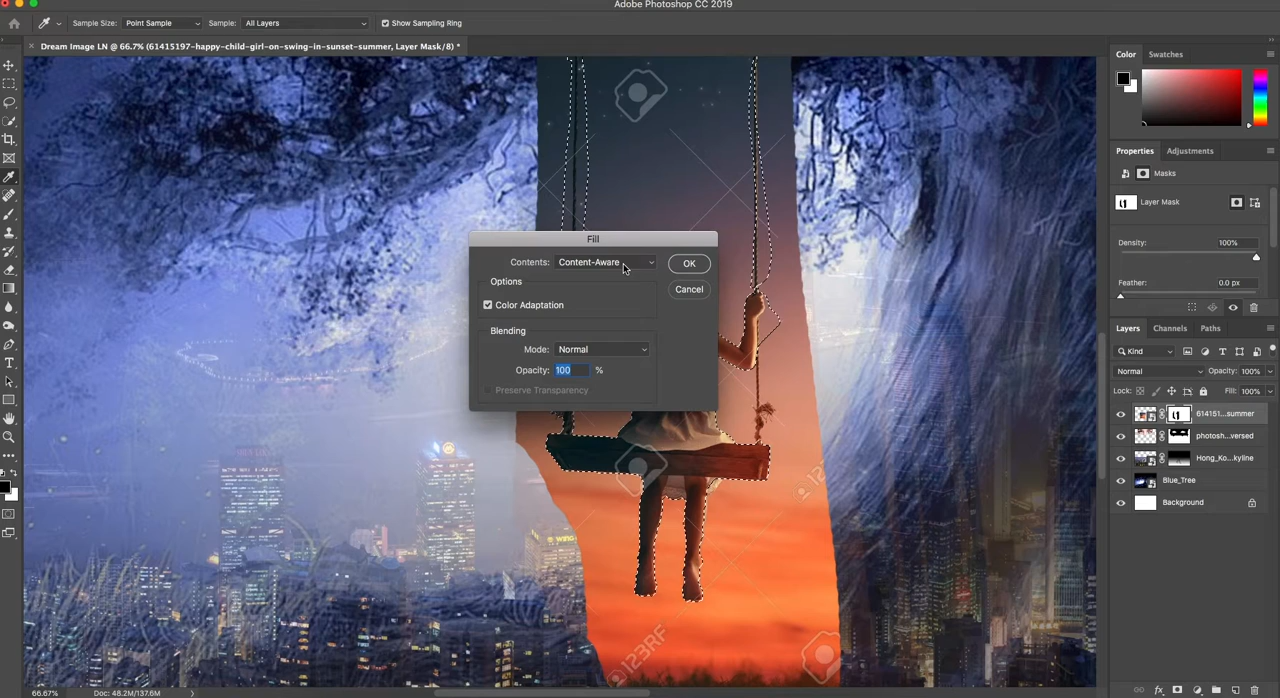 Adobe Photoshop CC 2019
Sample Size: Point Sample Sample: All Layers Show Sampling Ring
Dream Image LN @ 66.7% (61415197-happy-child-girl-on-swing-in-sunset-summer, Layer Mask/8) *
Color Swatches
Properties Adjustments
Masks
Layer Mask
Density: 100%
Feather: 0.0 px
Fill
Contents: Content-Aware
OK
Options
Cancel
Color Adaptation
Blending
Mode: Normal
Opacity: 100 %
Preserve Transparency
Layers Channels Paths
Kind
Normal Opacity: 100%
Lock: Fill: 100%
614151...summer
photosh...versed
Hong_Ko...kyline
Blue_Tree
Background
123RF
66.67% Doc: 48.2M/137.6M